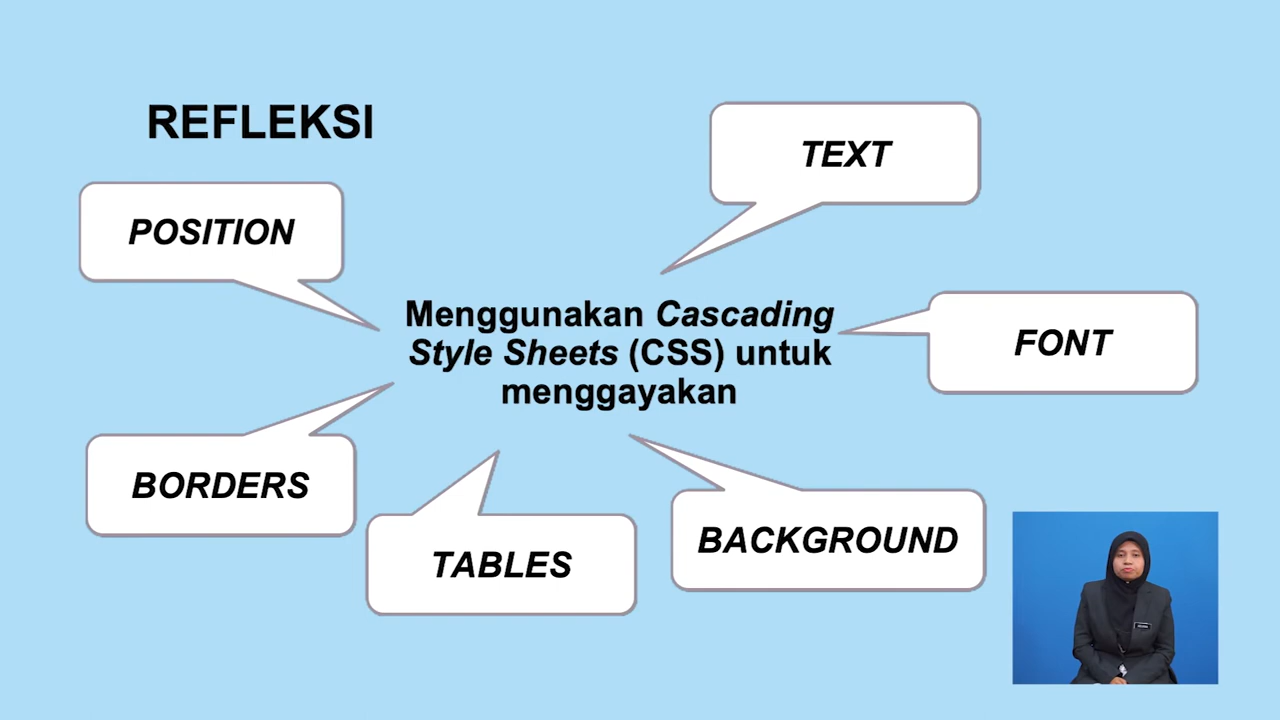 REFLEKSI
TEXT
POSITION
Menggunakan Cascading
Style Sheets (CSS) untuk
menggayakan
FONT
BORDERS
TABLES
BACKGROUND